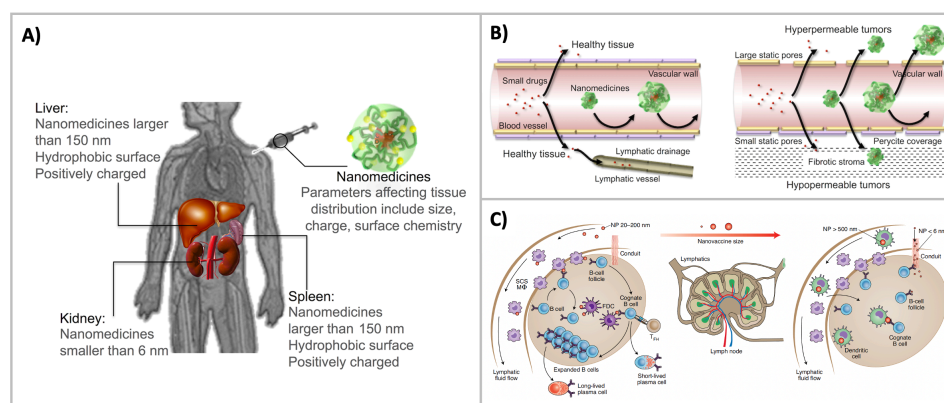 A)
Liver:
Nanomedicines larger
than 150 nm
Hydrophobic surface
Positively charged
Nanomedicines
Parameters affecting tissue
distribution include size,
charge, surface chemistry
Kidney:
Nanomedicines
smaller than 6 nm
Spleen:
Nanomedicines
larger than 150 nm
Hydrophobic surface
Positively charged
B)
Healthy tissue
Small drugs
Vascular wall
Nanomedicines
Blood vessel
Healthy tissue
Lymphatic drainage
Lymphatic vessel
Hyperpermeable tumors
Large static pores
Vascular wall
Small static pores
Pericyte coverage
Fibrotic stroma
Hypopermeable tumors
C)
NP 20–200 nm
Conduit
SCS
MΦ
B-cell
follicle
B cell
FDC
Cognate
B cell
TFH
Expanded B cells
Short-lived
plasma cell
Long-lived
plasma cell
Lymphatic
fluid flow
Nanovaccine size
Lymphatics
Lymph node
NP > 500 nm
NP < 6 nm
Conduit
B-cell
follicle
Cognate
B cell
Dendritic
cell
Lymphatic
fluid flow